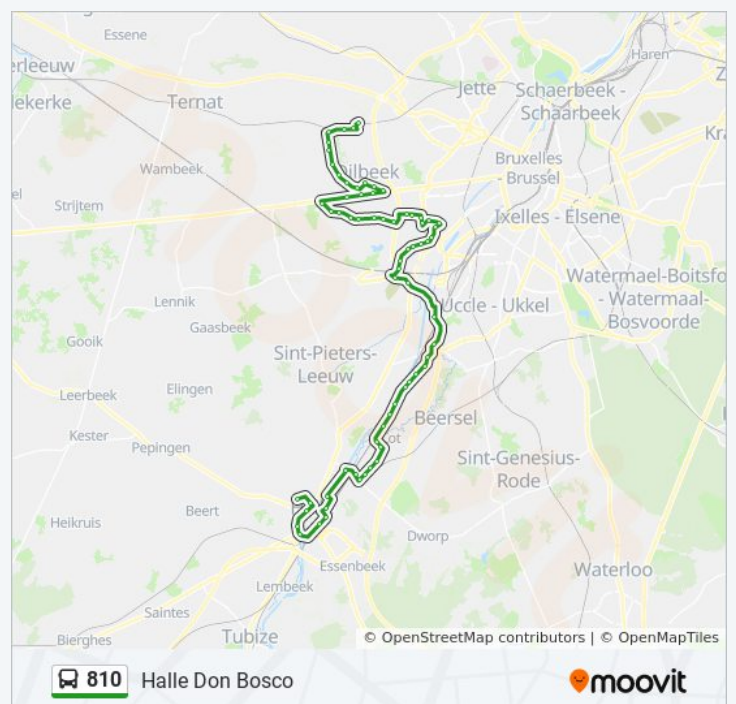 Essene
Haren
erleeuw
Jette
Schaerbeek -
Schaarbeek
lekerke
Ternat
Bruxelles
- Brussel
Wambeek
Dilbeek
Strijtem
Ixelles - Elsene
Watermael-Boitsfo
- Watermaal-
Bosvoorde
Lennik
Uccle - Ukkel
Gaasbeek
Gooik
Sint-Pieters-
Leeuw
Elingen
Leerbeek
Beersel
Kester
Pepingen
ot
Sint-Genesius-
Rode
Beert
Heikruis
Dworp
Essenbeek
Waterloo
Lembeek
Saintes
Tubize
Bierghes
© OpenStreetMap contributors | © OpenMapTiles
810 Halle Don Bosco
moovit